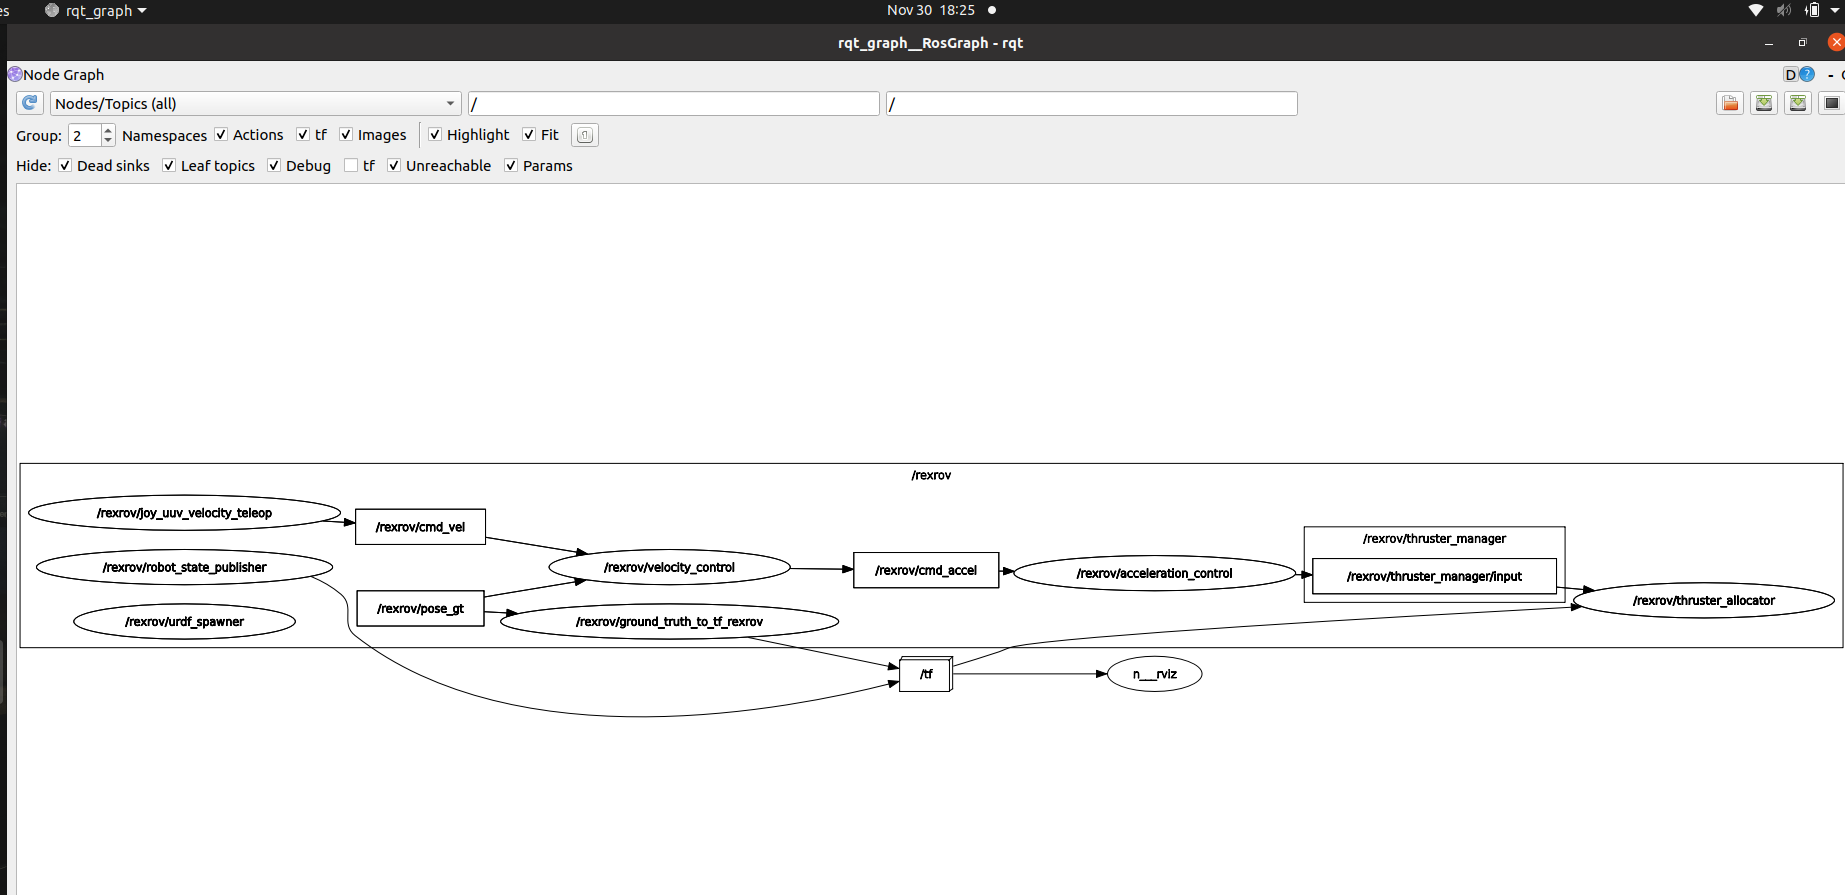 es rqt_graph Nov 30 18:25
rqt_graph__RosGraph - rqt
Node Graph D ? -
Nodes/Topics (all) / /
Group: 2 Namespaces Actions tf Images Highlight Fit
Hide: Dead sinks Leaf topics Debug tf Unreachable Params
/rexrov
/rexrov/joy_uuv_velocity_teleop
/rexrov/cmd_vel
/rexrov/thruster_manager
/rexrov/robot_state_publisher
/rexrov/velocity_control
/rexrov/cmd_accel
/rexrov/acceleration_control
/rexrov/thruster_manager/input
/rexrov/pose_gt
/rexrov/thruster_allocator
/rexrov/urdf_spawner
/rexrov/ground_truth_to_tf_rexrov
/tf
n___rviz